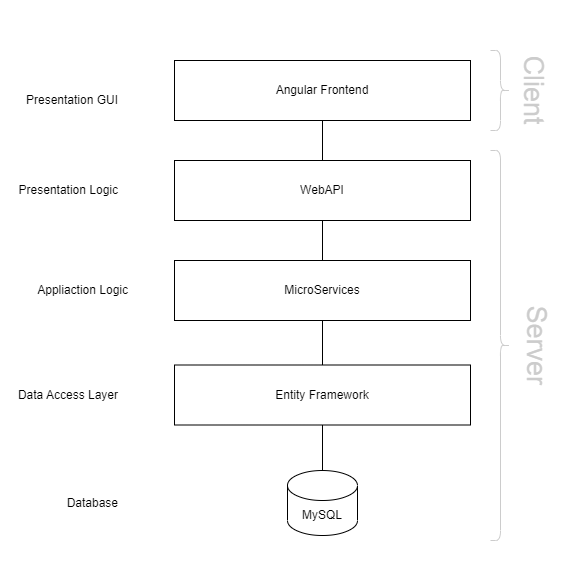 Client
Angular Frontend
Presentation GUI
Presentation Logic
WebAPI
Appliaction Logic
MicroServices
Server
Data Access Layer
Entity Framework
Database
MySQL